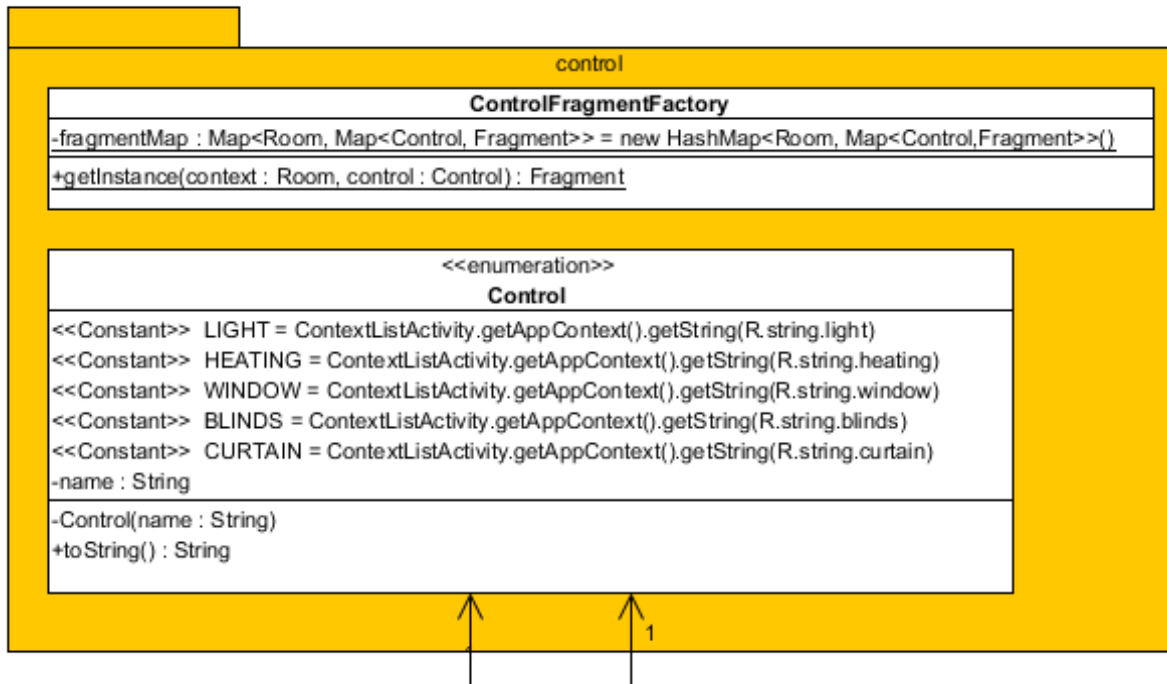 control
ControlFragmentFactory
-fragmentMap : Map<Room, Map<Control, Fragment>> = new HashMap<Room, Map<Control,Fragment>>()
+getInstance(context : Room, control : Control) : Fragment
<<enumeration>>
Control
<<Constant>> LIGHT = ContextListActivity.getAppContext().getString(R.string.light)
<<Constant>> HEATING = ContextListActivity.getAppContext().getString(R.string.heating)
<<Constant>> WINDOW = ContextListActivity.getAppContext().getString(R.string.window)
<<Constant>> BLINDS = ContextListActivity.getAppContext().getString(R.string.blinds)
<<Constant>> CURTAIN = ContextListActivity.getAppContext().getString(R.string.curtain)
-name : String
-Control(name : String)
+toString() : String
1